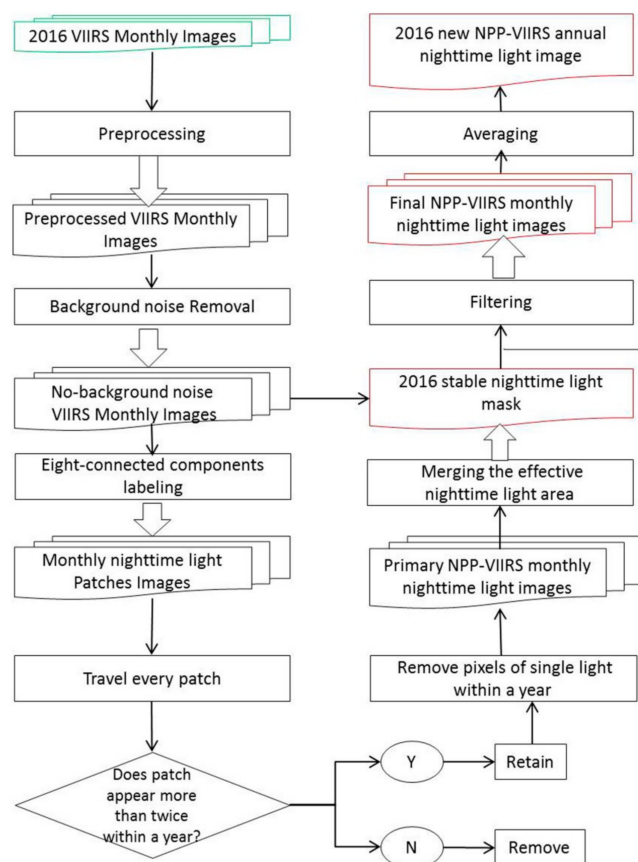 2016 VIIRS Monthly Images
Preprocessing
Preprocessed VIIRS Monthly
Images
Background noise Removal
No-background noise
VIIRS Monthly Images
Eight-connected components
labeling
Monthly nighttime light
Patches Images
Travel every patch
Does patch
appear more
than twice
within a year?
Y
Retain
N
Remove
Remove pixels of single light
within a year
Primary NPP-VIIRS monthly
nighttime light images
Merging the effective
nighttime light area
2016 stable nighttime light
mask
Filtering
Final NPP-VIIRS monthly
nighttime light images
Averaging
2016 new NPP-VIIRS annual
nighttime light image